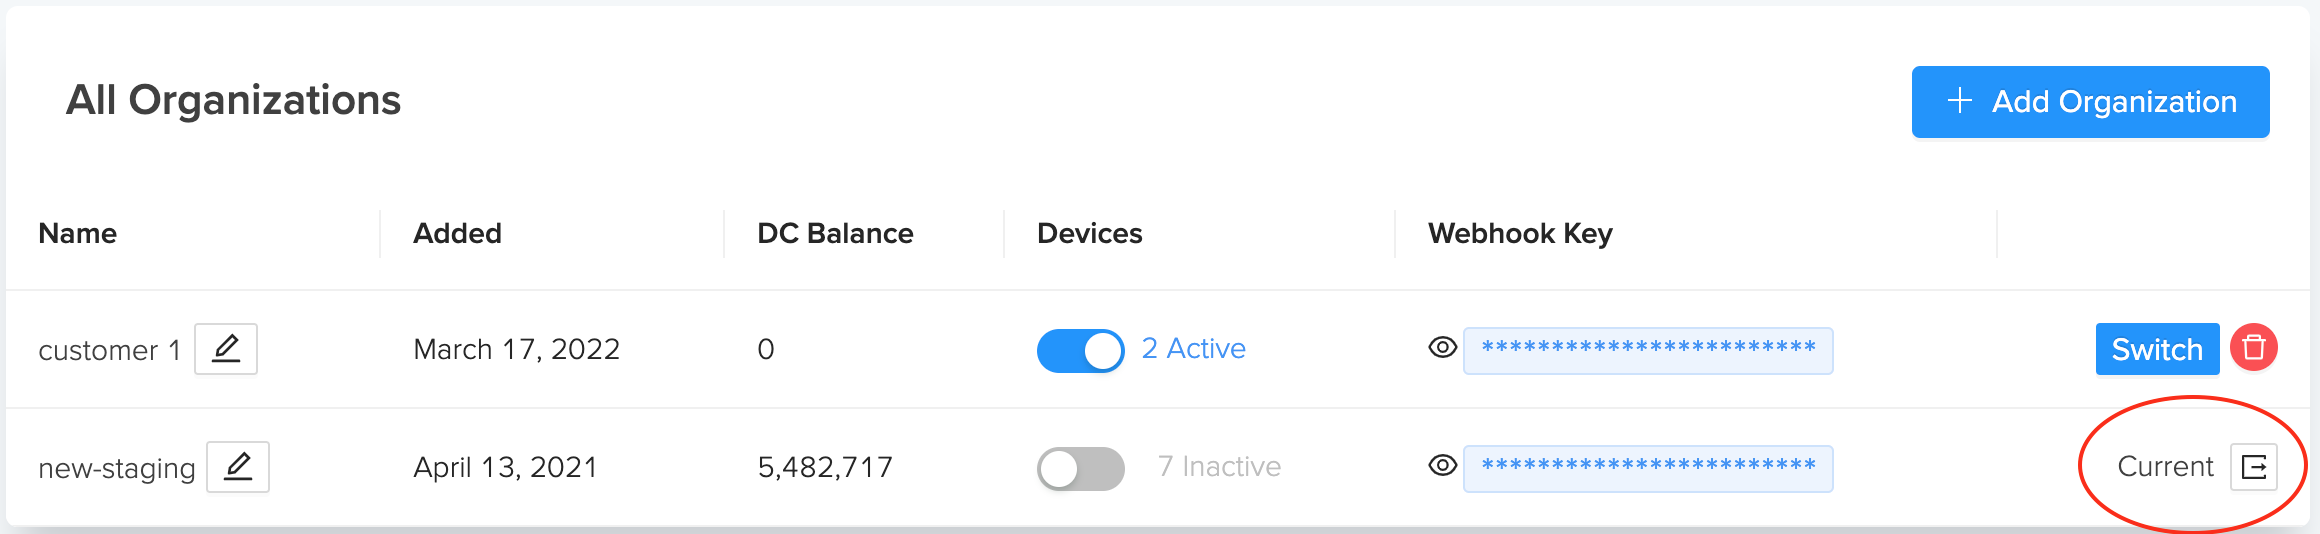 All Organizations
+ Add Organization
Name Added DC Balance Devices Webhook Key
customer 1 March 17, 2022 0 2 Active ************************ Switch
new-staging April 13, 2021 5,482,717 7 Inactive ************************ Current